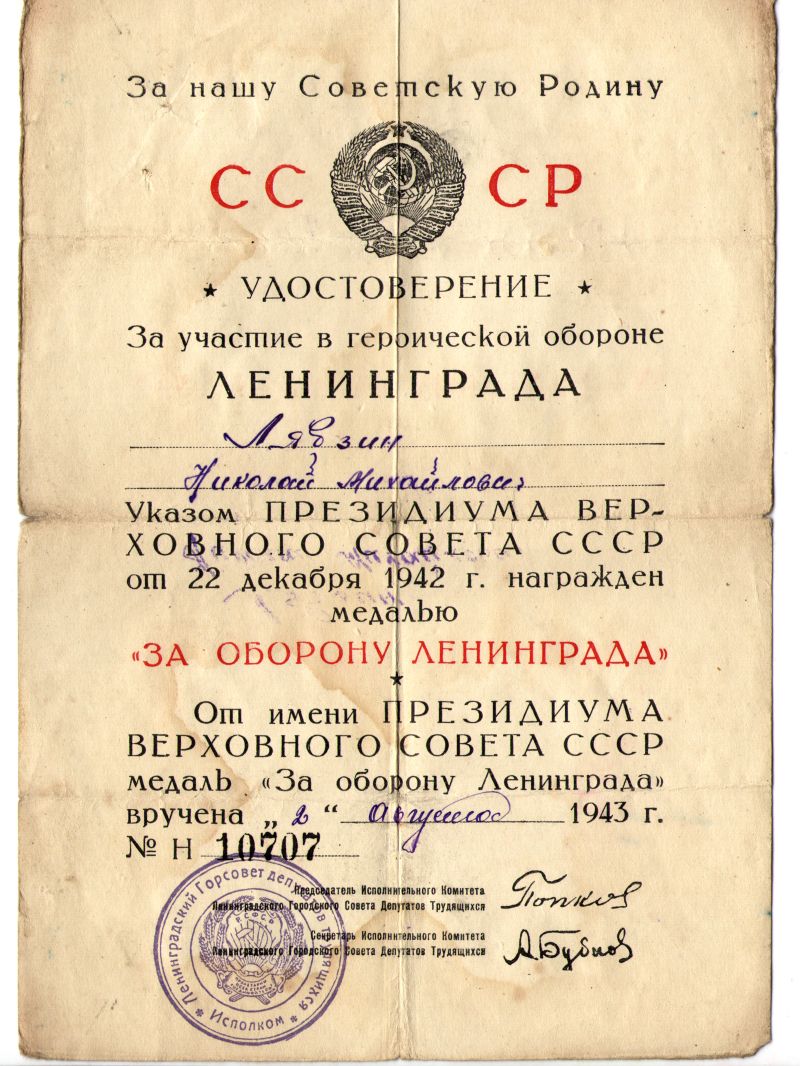 За нашу Советскую Родину
СССР
★ УДОСТОВЕРЕНИЕ ★
За участие в героической обороне
ЛЕНИНГРАДА
Лявзин
Николай Михайлович
Указом ПРЕЗИДИУМА ВЕР-
ХОВНОГО СОВЕТА СССР
от 22 декабря 1942 г. награжден
медалью
«ЗА ОБОРОНУ ЛЕНИНГРАДА»
★
От имени ПРЕЗИДИУМА
ВЕРХОВНОГО СОВЕТА СССР
медаль «За оборону Ленинграда»
вручена „2“ Августа 1943 г.
№ Н 10707
Председатель Исполнительного Комитета
Ленинградского Городского Совета Депутатов Трудящихся
Попков
Секретарь Исполнительного Комитета
Ленинградского Городского Совета Депутатов Трудящихся
А Бубнов
Ленинградский Горсовет депутатов трудящихся
★ Исполком ★
РСФСР